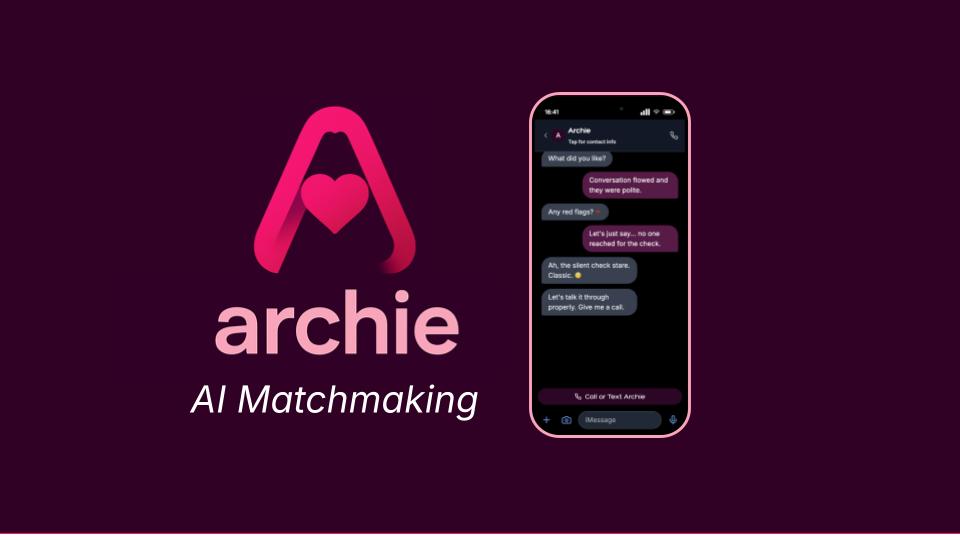 archie
AI Matchmaking
16:41
A
Archie
Tap for contact info
What did you like?
Conversation flowed and
they were polite.
Any red flags?
Let's just say... no one
reached for the check.
Ah, the silent check stare.
Classic.
Let's talk it through
properly. Give me a call.
Call or Text Archie
iMessage